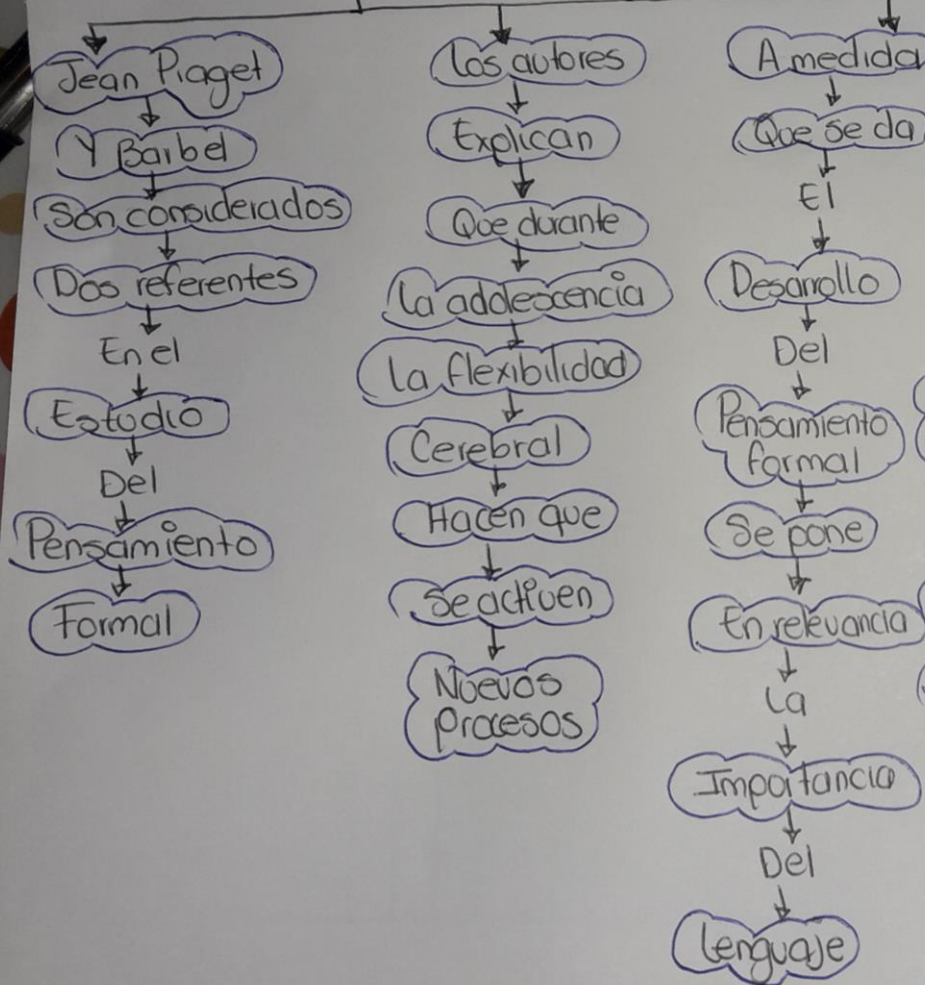 Jean Piaget
Y Barbel
Son considerados
Dos referentes
En el
Estudio
Del
Pensamiento
Formal
Los autores
Explican
Que durante
La adolescencia
La flexibilidad
Cerebral
Hacen que
Se activen
Nuevos
Procesos
A medida
Que se da
El
Desarrollo
Del
Pensamiento
formal
Se pone
En relevancia
La
Importancia
Del
Lenguaje